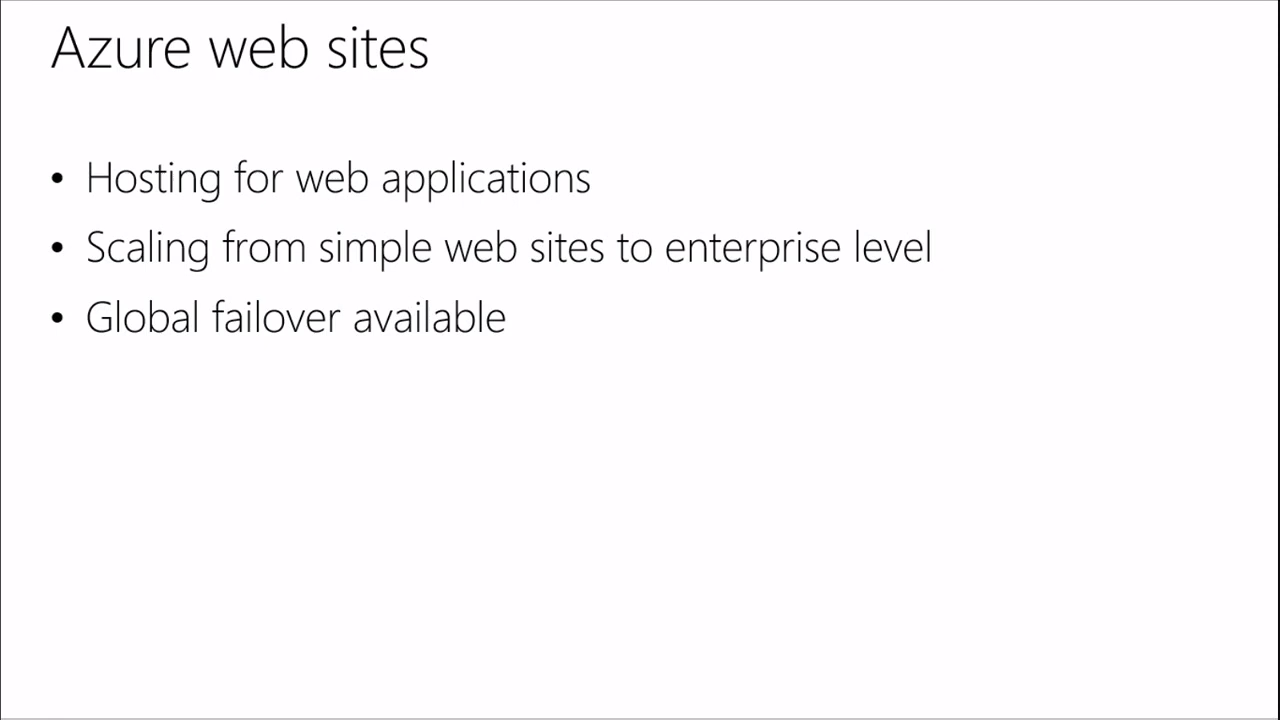 Azure web sites
• Hosting for web applications
• Scaling from simple web sites to enterprise level
• Global failover available